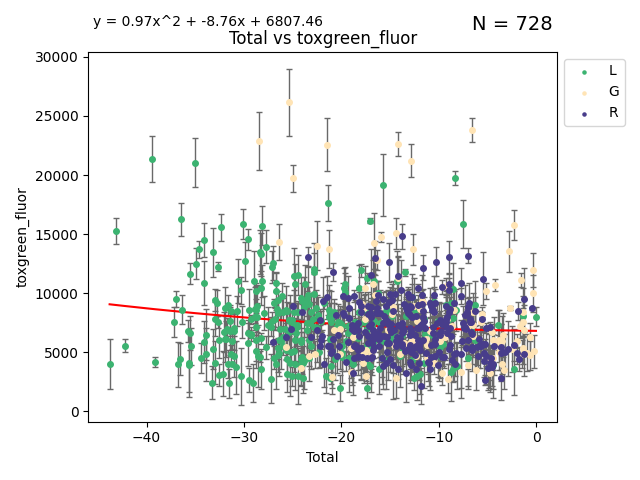 y = 0.97x^2 + -8.76x + 6807.46
N = 728
Total vs toxgreen_fluor
30000
25000
20000
15000
10000
5000
0
toxgreen_fluor
−40
−30
−20
−10
0
Total
L
G
R